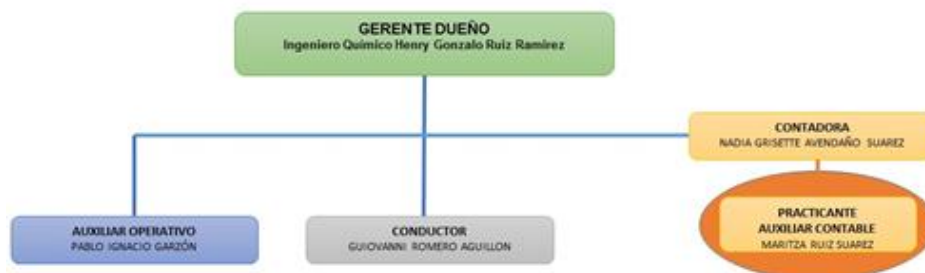 GERENTE DUEÑO
Ingeniero Químico Henry Gonzalo Ruiz Ramírez
CONTADORA
NADIA GRISETTE AVENDAÑO SUAREZ
AUXILIAR OPERATIVO
PABLO IGNACIO GARZÓN
CONDUCTOR
GUIOVANNI ROMERO AGUILLON
PRACTICANTE
AUXILIAR CONTABLE
MARITZA RUIZ SUAREZ